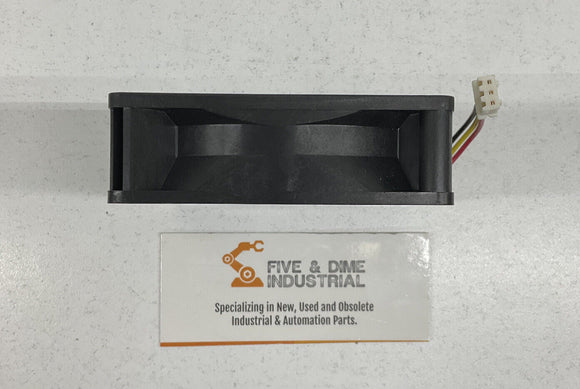 FIVE & DIME
INDUSTRIAL
Specializing in New, Used and Obsolete
Industrial & Automation Parts.